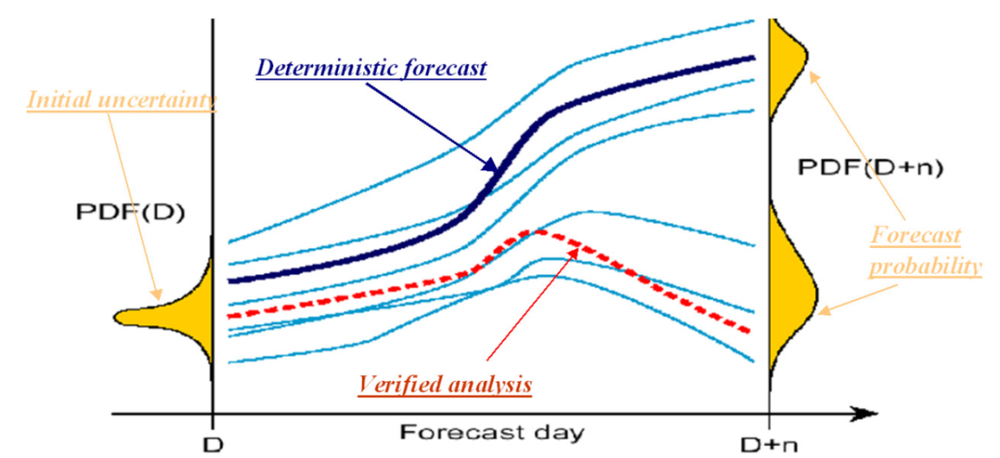 Deterministic forecast
Initial uncertainty
PDF(D+n)
PDF(D)
Forecast
probability
Verified analysis
Forecast day
D
D+n